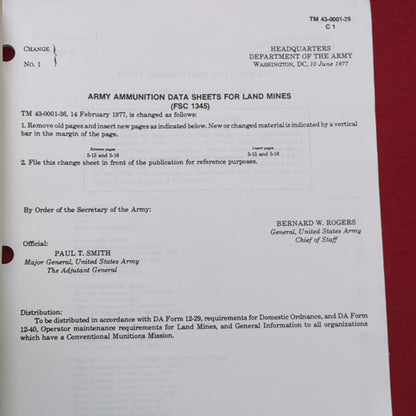 TM 43-0001-36
C 1
CHANGE
NO. 1
HEADQUARTERS
DEPARTMENT OF THE ARMY
WASHINGTON, DC, 10 June 1977
ARMY AMMUNITION DATA SHEETS FOR LAND MINES
(FSC 1345)
TM 43-0001-36, 14 February 1977, is changed as follows:
1. Remove old pages and insert new pages as indicated below. New or changed material is indicated by a vertical
bar in the margin of the page.
Remove pages Insert pages
5-15 and 5-16 5-15 and 5-16
2. File this change sheet in front of the publication for reference purposes.
By Order of the Secretary of the Army:
BERNARD W. ROGERS
General, United States Army
Chief of Staff
Official:
PAUL T. SMITH
Major General, United States Army
The Adjutant General
Distribution:
To be distributed in accordance with DA Form 12-29, requirements for Domestic Ordnance, and DA Form
12-40, Operator maintenance requirements for Land Mines, and General Information to all organizations
which have a Conventional Munitions Mission.